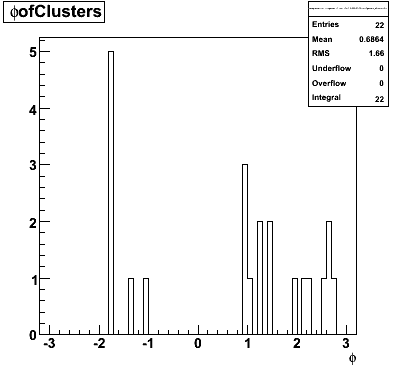 ϕofClusters
Entries 22
Mean 0.6864
RMS 1.66
Underflow 0
Overflow 0
Integral 22
5
4
3
2
1
0
-3 -2 -1 0 1 2 3
ϕ